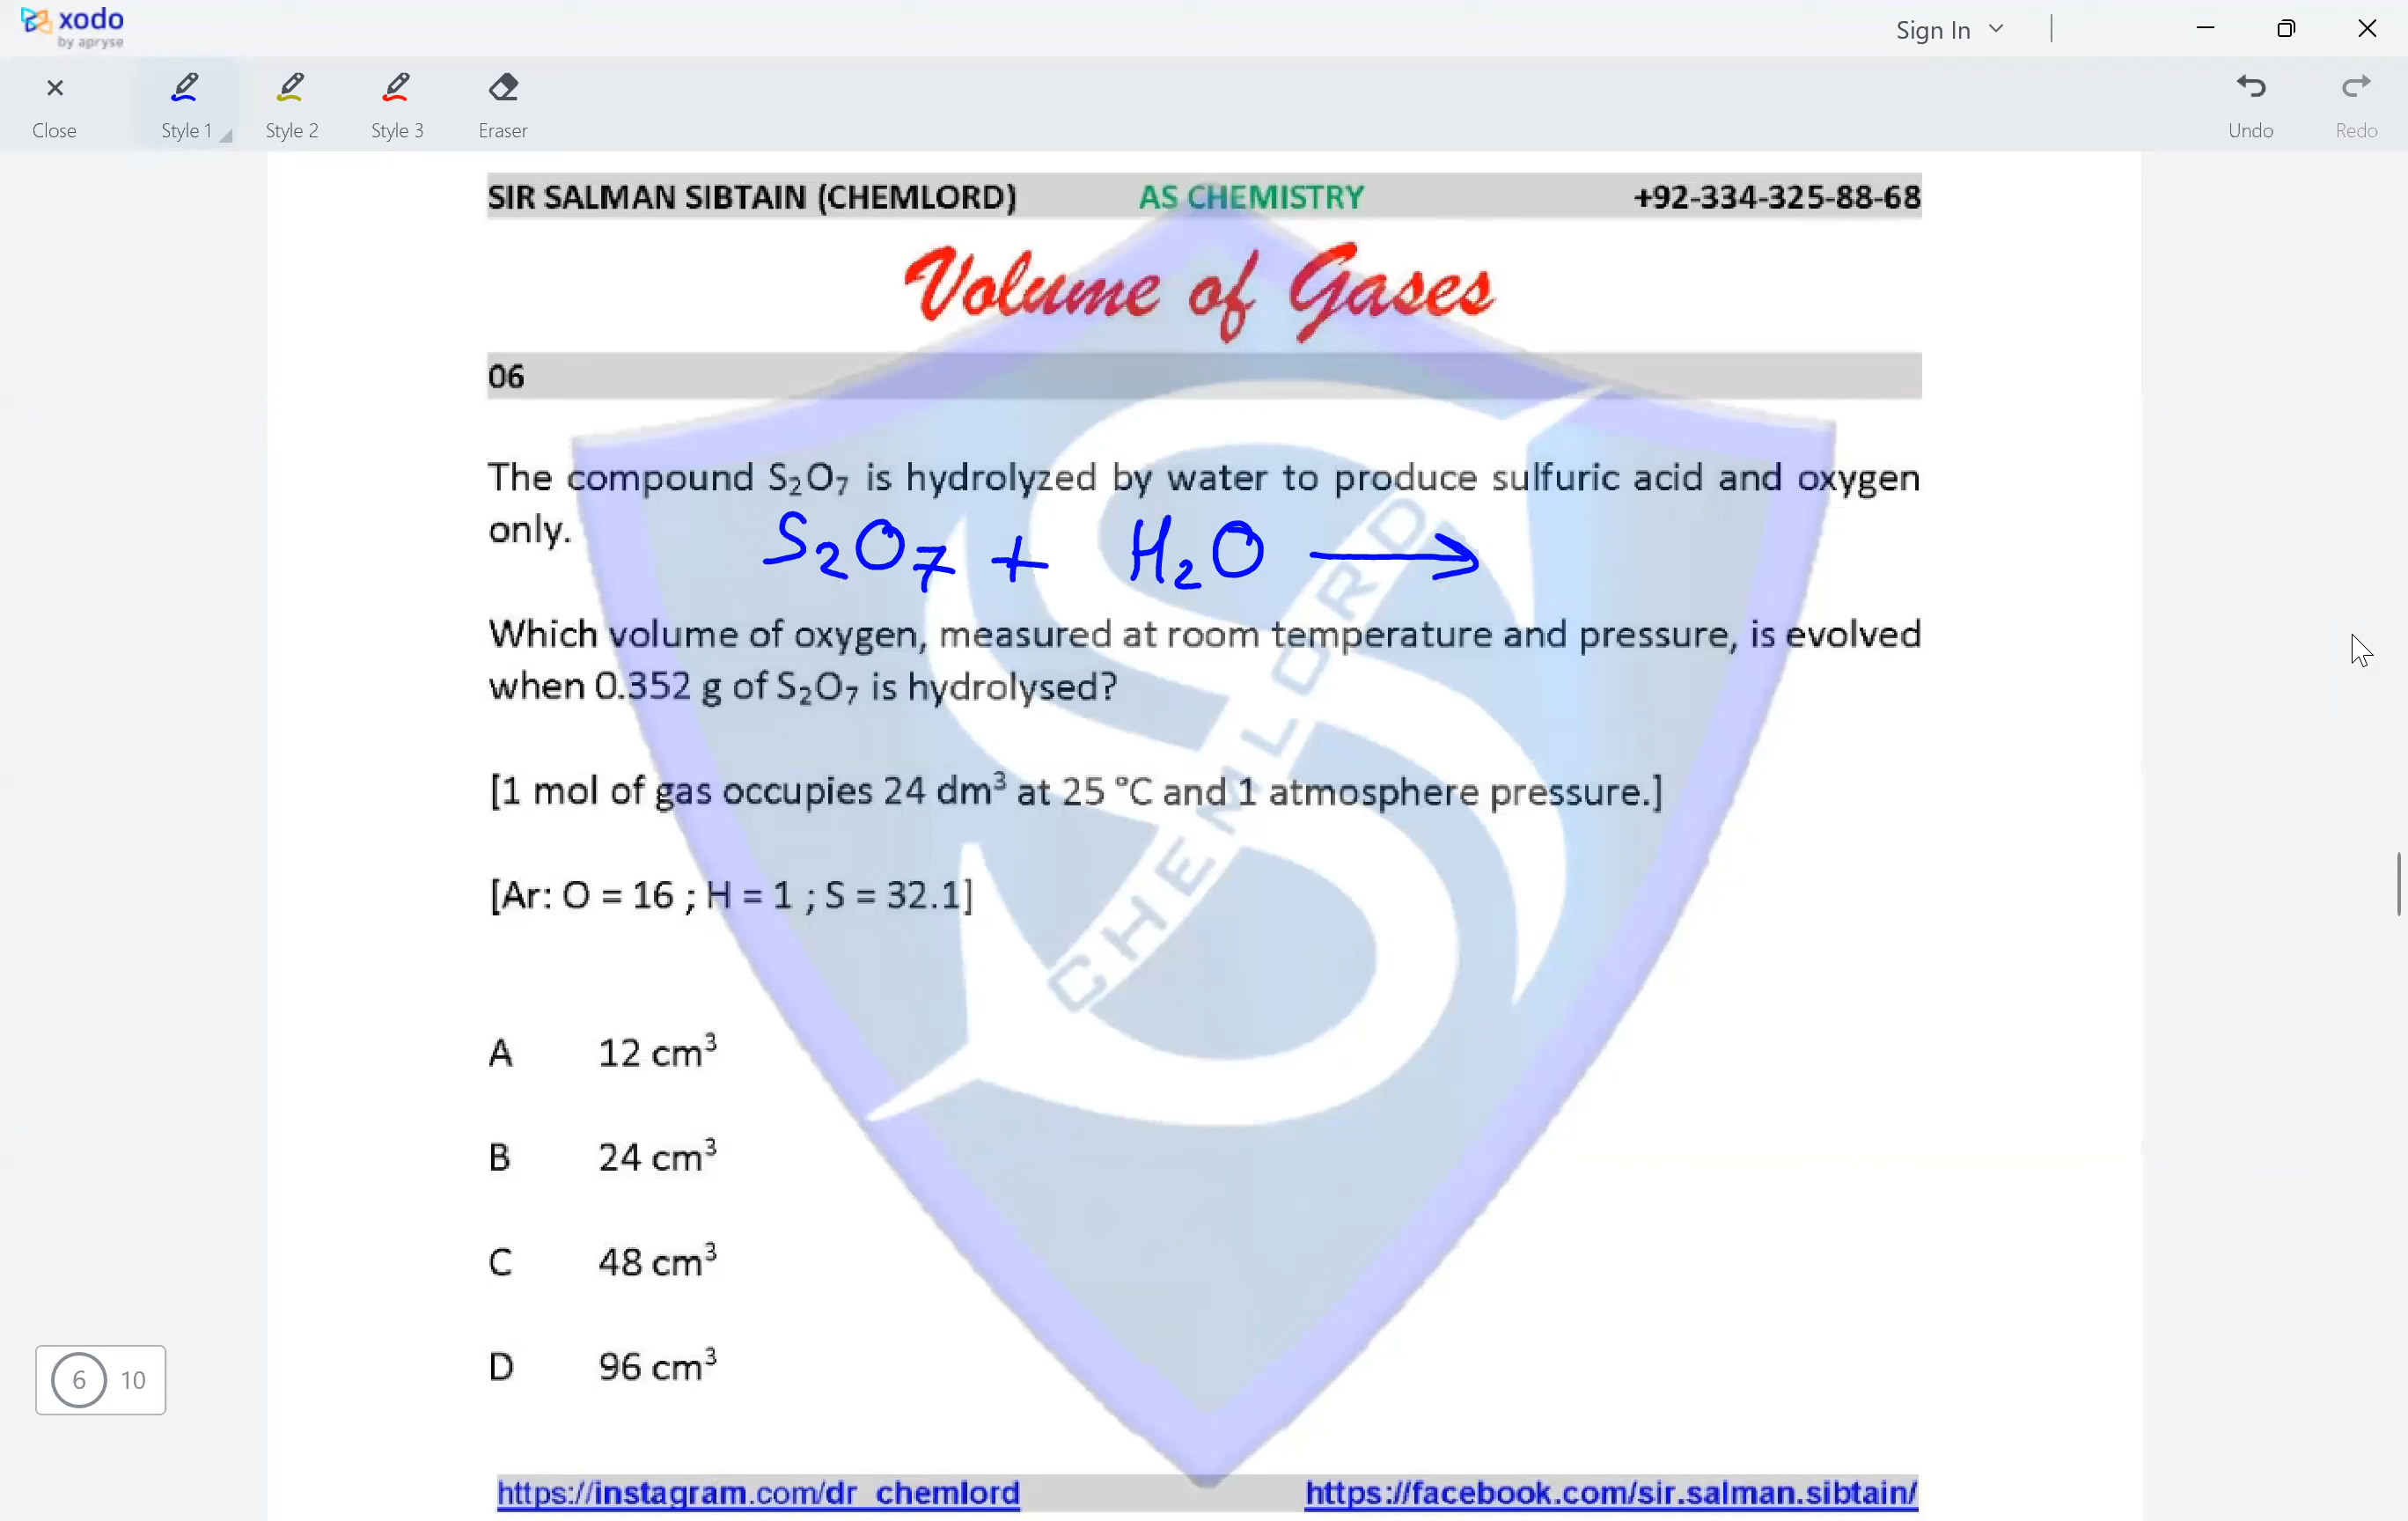 xodo
by apryse
Sign In
Close
Style 1
Style 2
Style 3
Eraser
Undo
Redo
SIR SALMAN SIBTAIN (CHEMLORD) AS CHEMISTRY +92-334-325-88-68
Volume of Gases
06
The compound S₂O₇ is hydrolyzed by water to produce sulfuric acid and oxygen
only.
S₂O₇ + H₂O ⟶
Which volume of oxygen, measured at room temperature and pressure, is evolved
when 0.352 g of S₂O₇ is hydrolysed?
[1 mol of gas occupies 24 dm³ at 25 °C and 1 atmosphere pressure.]
[Ar: O = 16 ; H = 1 ; S = 32.1]
CHEMLORD
A 12 cm³
B 24 cm³
C 48 cm³
D 96 cm³
6 10
https://instagram.com/dr_chemlord https://facebook.com/sir.salman.sibtain/